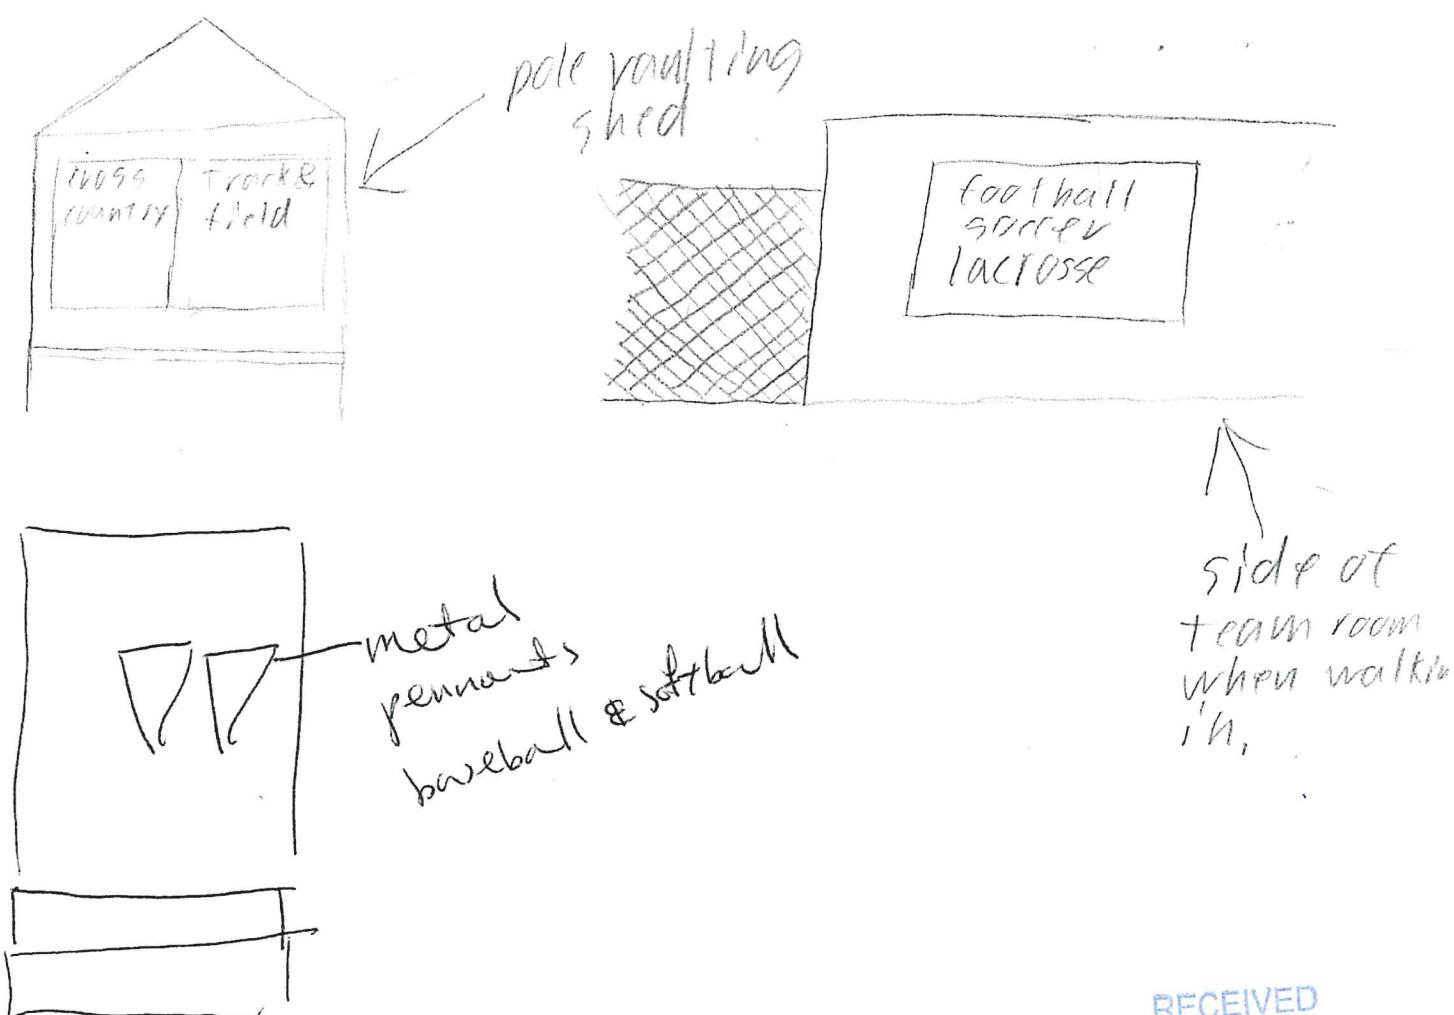 pole vaulting
shed
cross
country
track &
field
football
soccer
lacrosse
side of
team room
when walkin
in.
metal
pennants
baseball & softball
RECEIVED